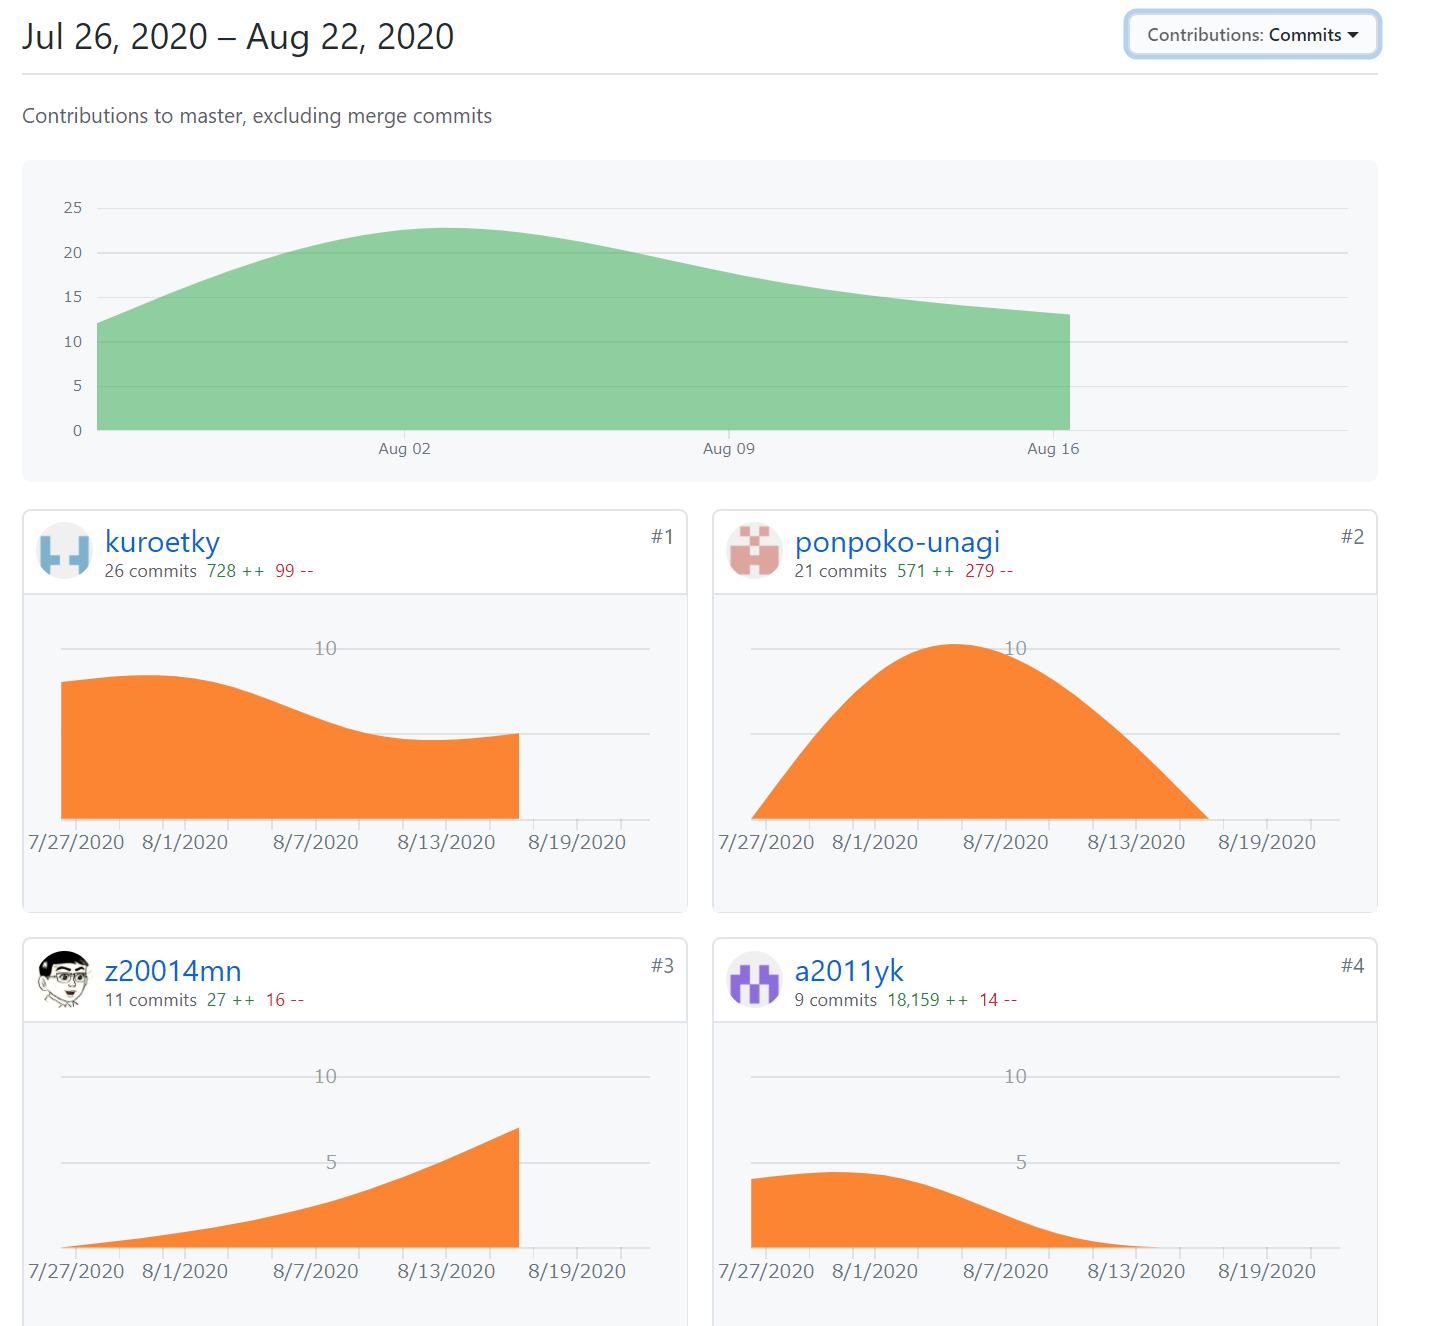 Jul 26, 2020 – Aug 22, 2020
Contributions: Commits
Contributions to master, excluding merge commits
25
20
15
10
5
0
Aug 02 Aug 09 Aug 16
kuroetky #1
26 commits 728 ++ 99 --
10
7/27/2020 8/1/2020 8/7/2020 8/13/2020 8/19/2020
ponpoko-unagi #2
21 commits 571 ++ 279 --
10
7/27/2020 8/1/2020 8/7/2020 8/13/2020 8/19/2020
z20014mn #3
11 commits 27 ++ 16 --
10
5
7/27/2020 8/1/2020 8/7/2020 8/13/2020 8/19/2020
a2011yk #4
9 commits 18,159 ++ 14 --
10
5
7/27/2020 8/1/2020 8/7/2020 8/13/2020 8/19/2020